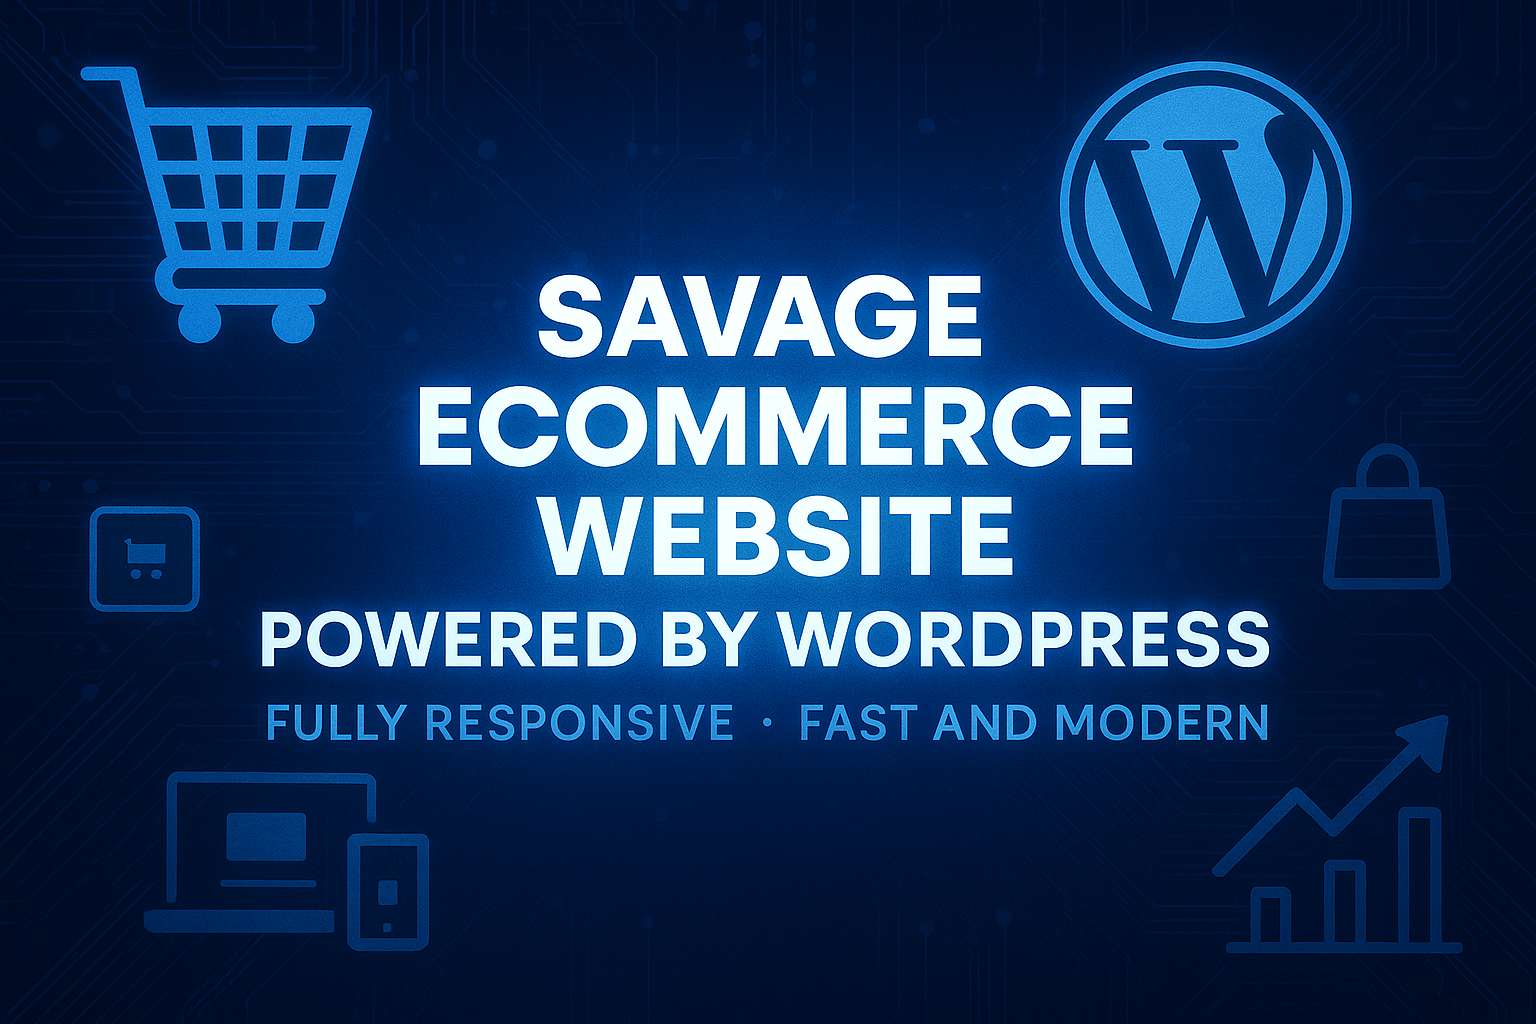 SAVAGE
ECOMMERCE
WEBSITE
POWERED BY WORDPRESS
FULLY RESPONSIVE · FAST AND MODERN